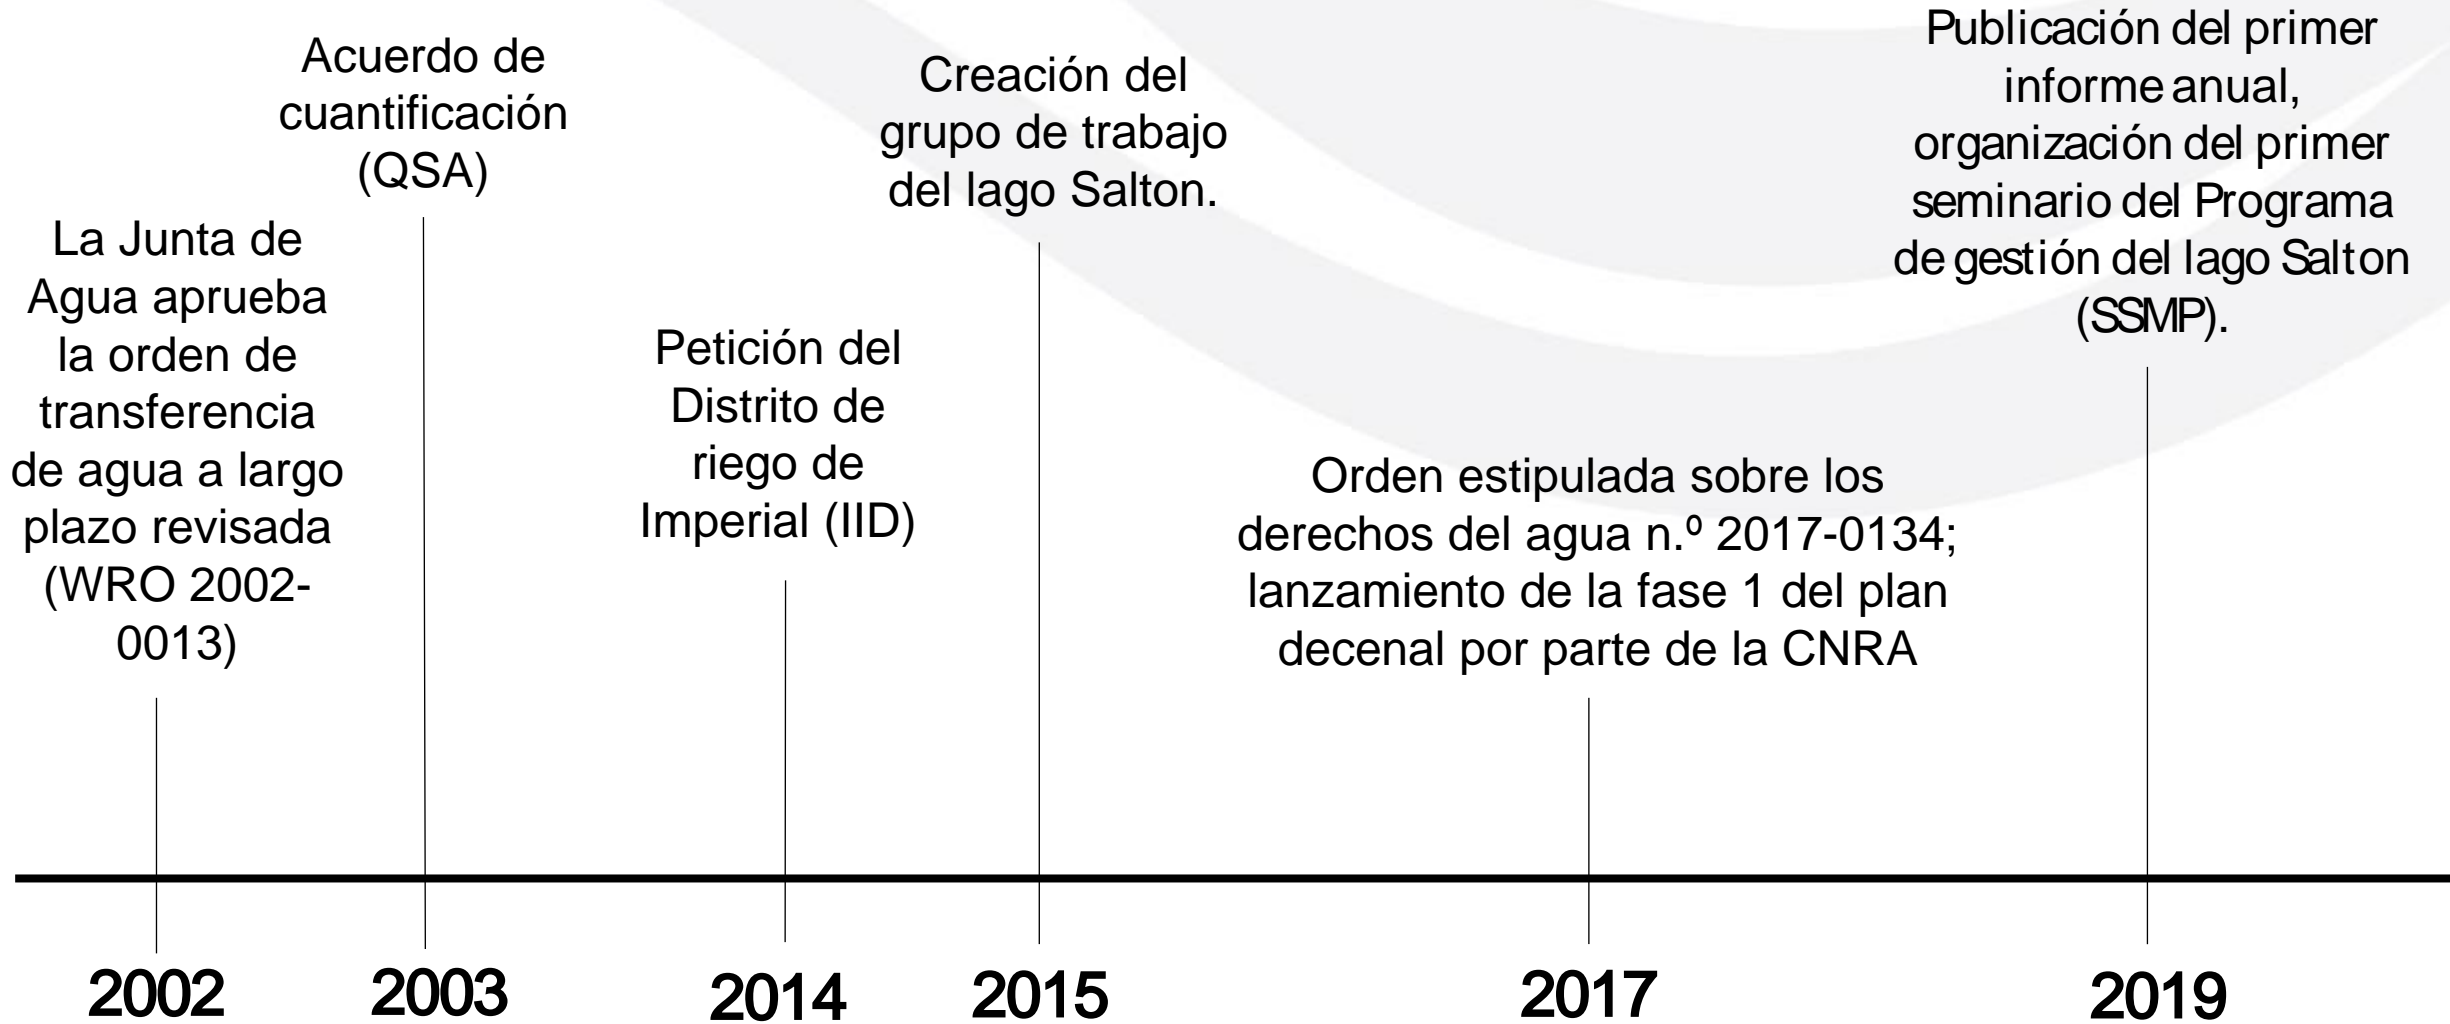 La Junta de
Agua aprueba
la orden de
transferencia
de agua a largo
plazo revisada
(WRO 2002-
0013)
Acuerdo de
cuantificación
(QSA)
Petición del
Distrito de
riego de
Imperial (IID)
Creación del
grupo de trabajo
del lago Salton.
Orden estipulada sobre los
derechos del agua n.º 2017-0134;
lanzamiento de la fase 1 del plan
decenal por parte de la CNRA
Publicación del primer
informe anual,
organización del primer
seminario del Programa
de gestión del lago Salton
(SSMP).
2002
2003
2014
2015
2017
2019